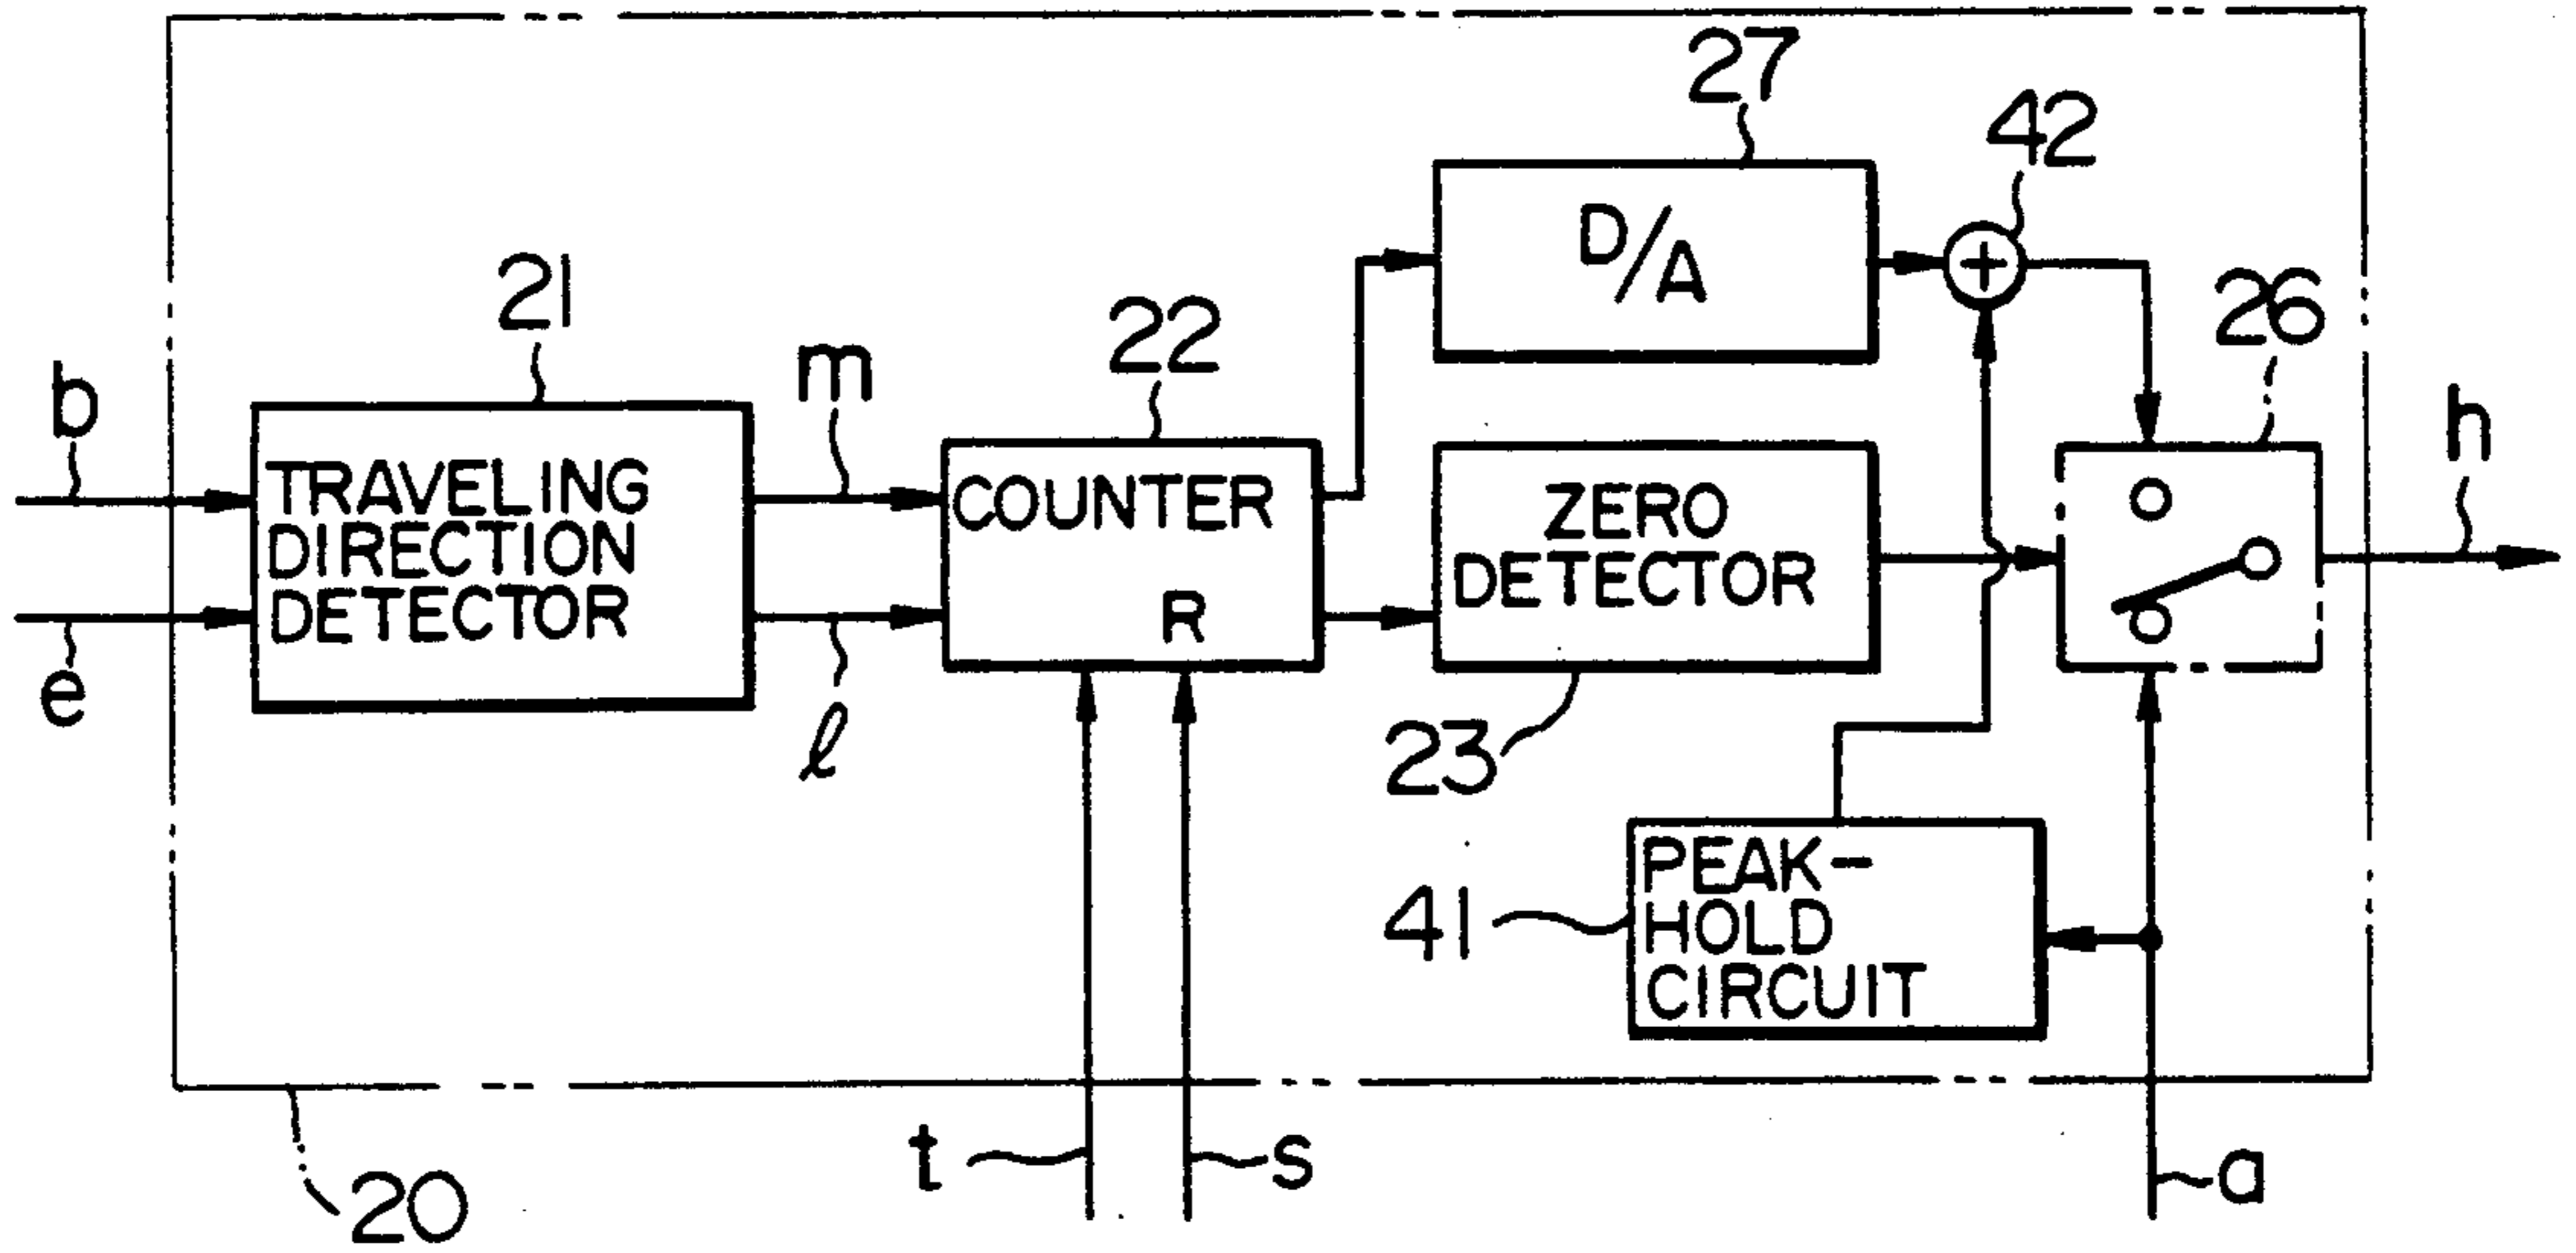 27
42
21
22
26
b
m
h
D/A
+
TRAVELING
DIRECTION
DETECTOR
COUNTER
R
ZERO
DETECTOR
e
l
23
41
PEAK-
HOLD
CIRCUIT
t
s
a
20